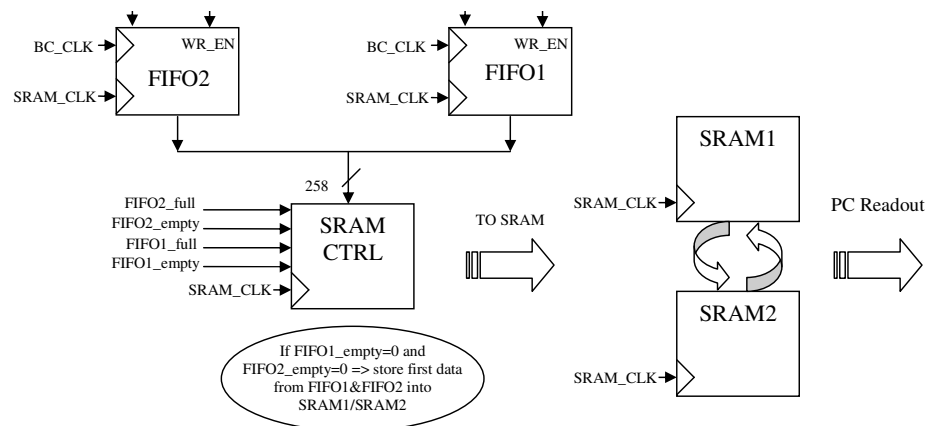 BC_CLK
WR_EN
FIFO2
SRAM_CLK
BC_CLK
WR_EN
FIFO1
SRAM_CLK
258
FIFO2_full
FIFO2_empty
FIFO1_full
FIFO1_empty
SRAM_CLK
SRAM
CTRL
TO SRAM
SRAM1
SRAM_CLK
PC Readout
SRAM2
SRAM_CLK
If FIFO1_empty=0 and
FIFO2_empty=0 => store first data
from FIFO1&FIFO2 into
SRAM1/SRAM2